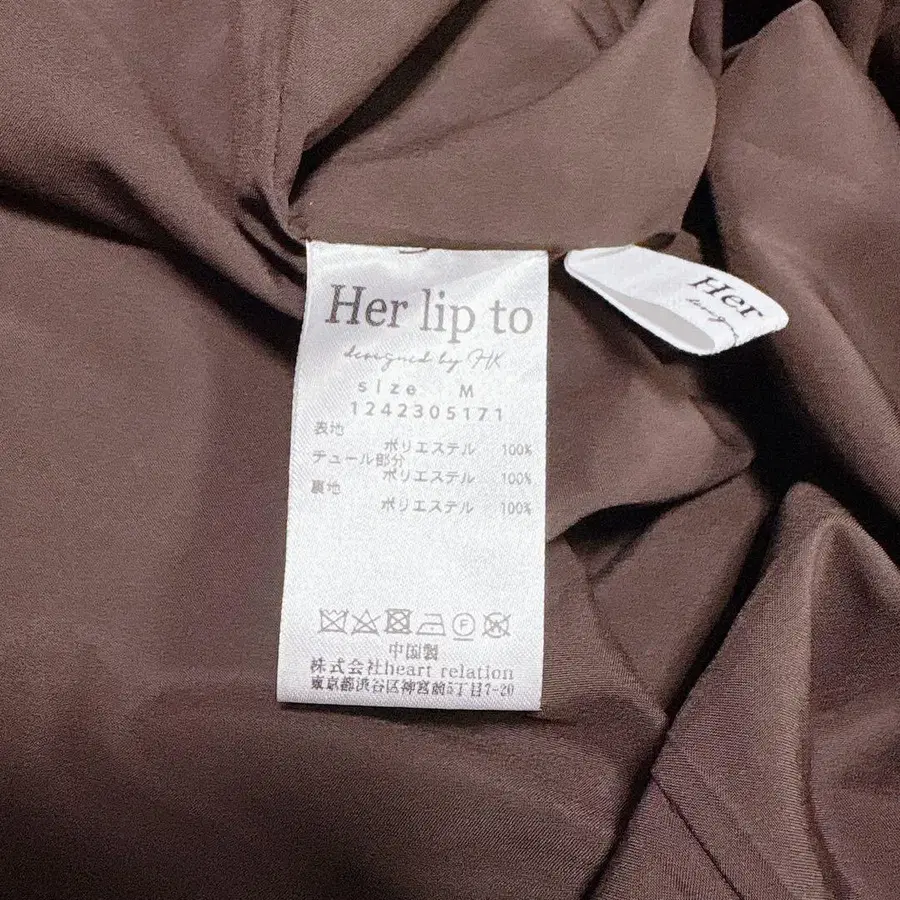 Her lip to
designed by HK
size M
1242305171
表地
ポリエステル 100%
チュール部分
ポリエステル 100%
裏地
ポリエステル 100%
中国製
株式会社heart relation
東京都渋谷区神宮前5丁目7-20
Her